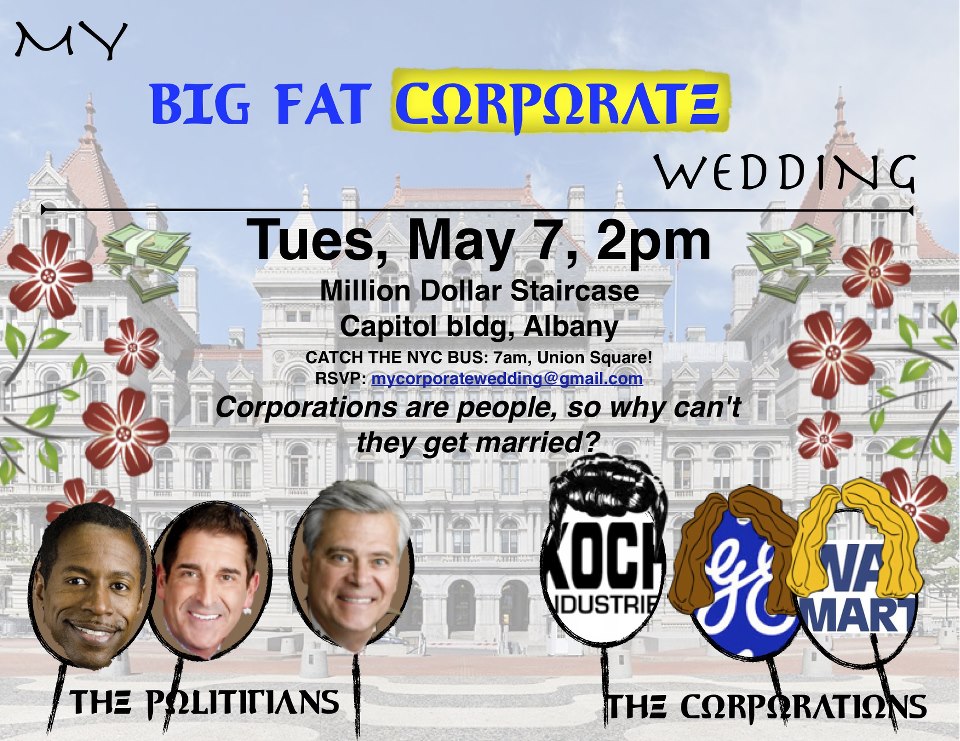 MY
BIG FAT CORPORATE
WEDDING
Tues, May 7, 2pm
Million Dollar Staircase
Capitol bldg, Albany
CATCH THE NYC BUS: 7am, Union Square!
RSVP: mycorporatewedding@gmail.com
Corporations are people, so why can't
they get married?
KOCH
INDUSTRIE
GE
WA
MART
THE POLITICIANS
THE CORPORATIONS